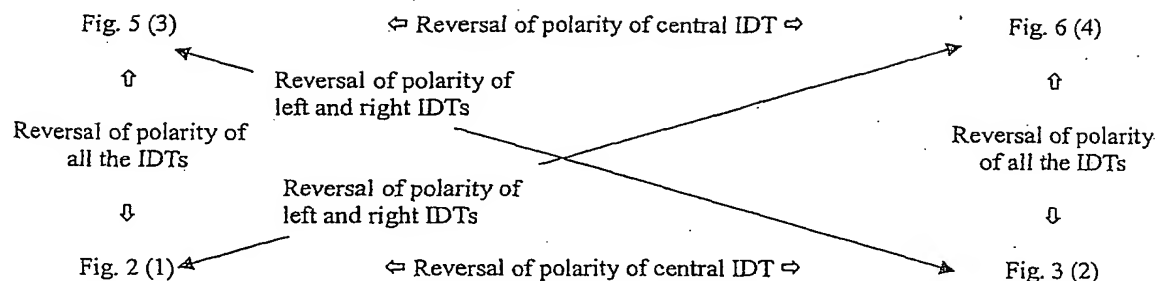 Fig. 5 (3) ⇦ Reversal of polarity of central IDT ⇨ Fig. 6 (4)
⇧ Reversal of polarity of ⇧
left and right IDTs
Reversal of polarity of Reversal of polarity
all the IDTs of all the IDTs
Reversal of polarity of
⇩ left and right IDTs ⇩
Fig. 2 (1) ⇦ Reversal of polarity of central IDT ⇨ Fig. 3 (2)